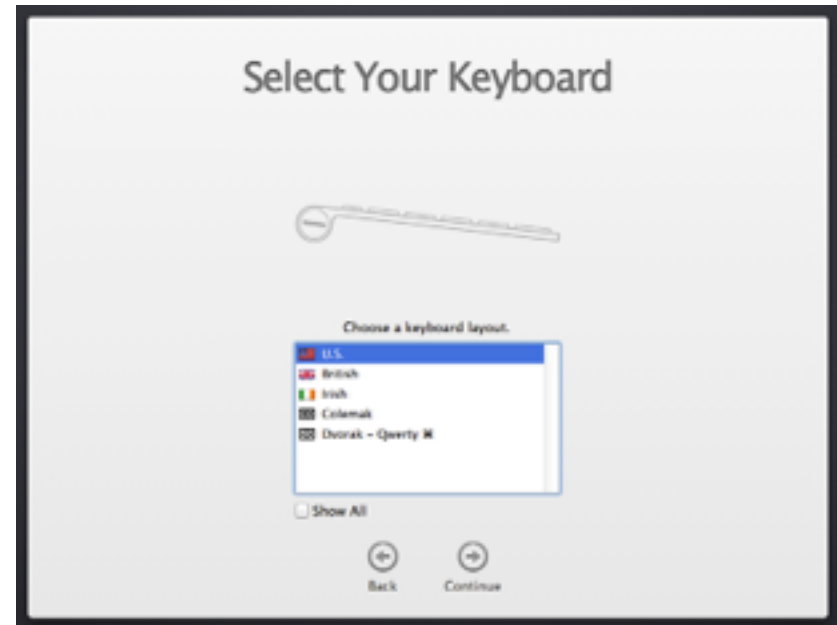 Select Your Keyboard
Choose a keyboard layout.
U.S.
British
Irish
Colemak
Dvorak - Qwerty ⌘
Show All
Back
Continue